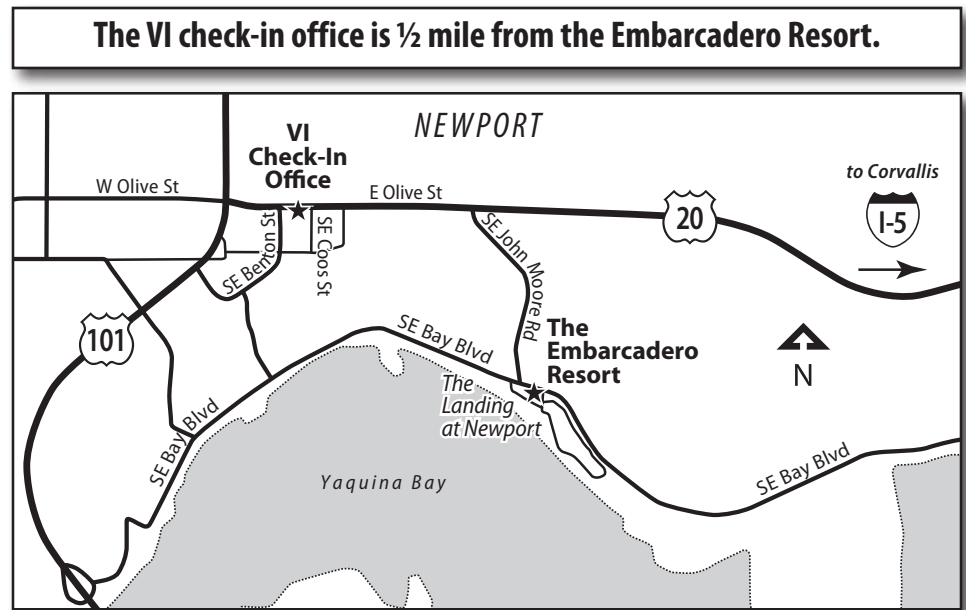 The VI check-in office is ½ mile from the Embarcadero Resort.
NEWPORT
VI
Check-In
Office
to Corvallis
W Olive St
E Olive St
I-5
20
SE Benton St
SE Coos St
SE John Moore Rd
101
SE Bay Blvd
The
Embarcadero
Resort
N
The
Landing
at Newport
SE Bay Blvd
SE Bay Blvd
Yaquina Bay